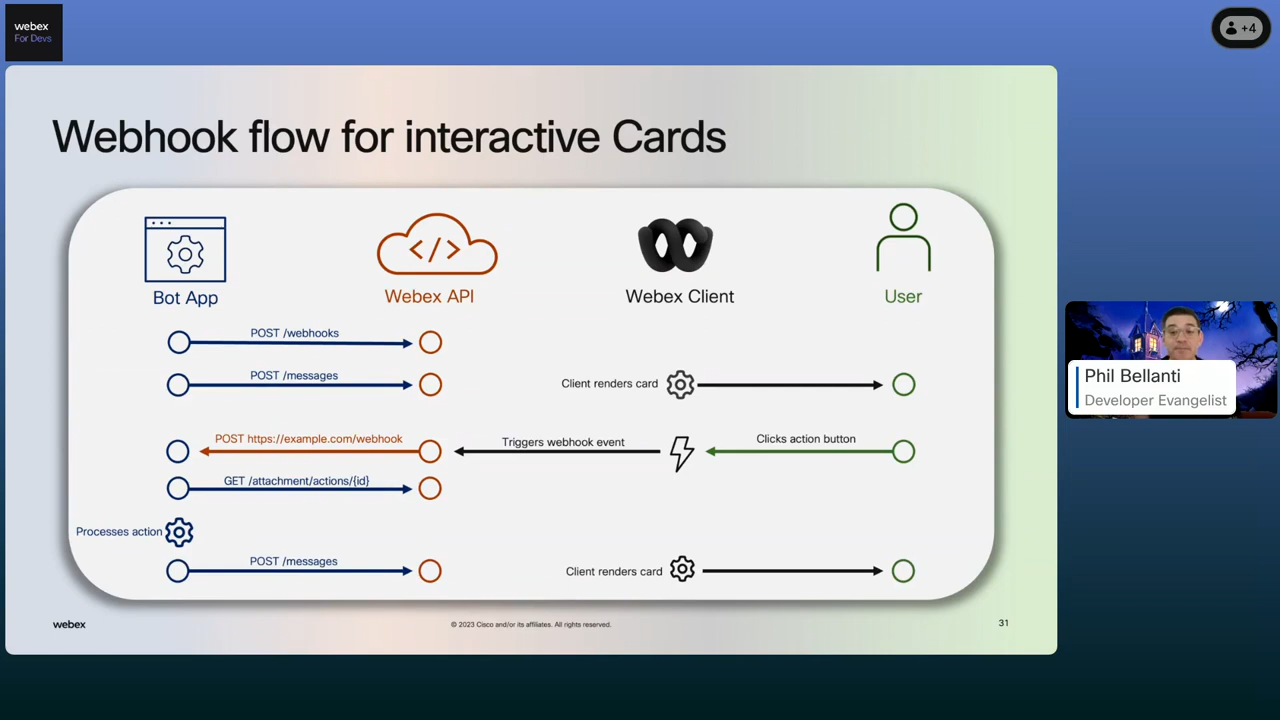 webex
For Devs
+4
Webhook flow for interactive Cards
Bot App
Webex API
Webex Client
User
POST /webhooks
POST /messages
Client renders card
POST https://example.com/webhook
Triggers webhook event
Clicks action button
GET /attachment/actions/{id}
Processes action
POST /messages
Client renders card
webex
© 2023 Cisco and/or its affiliates. All rights reserved.
31
Phil Bellanti
Developer Evangelist